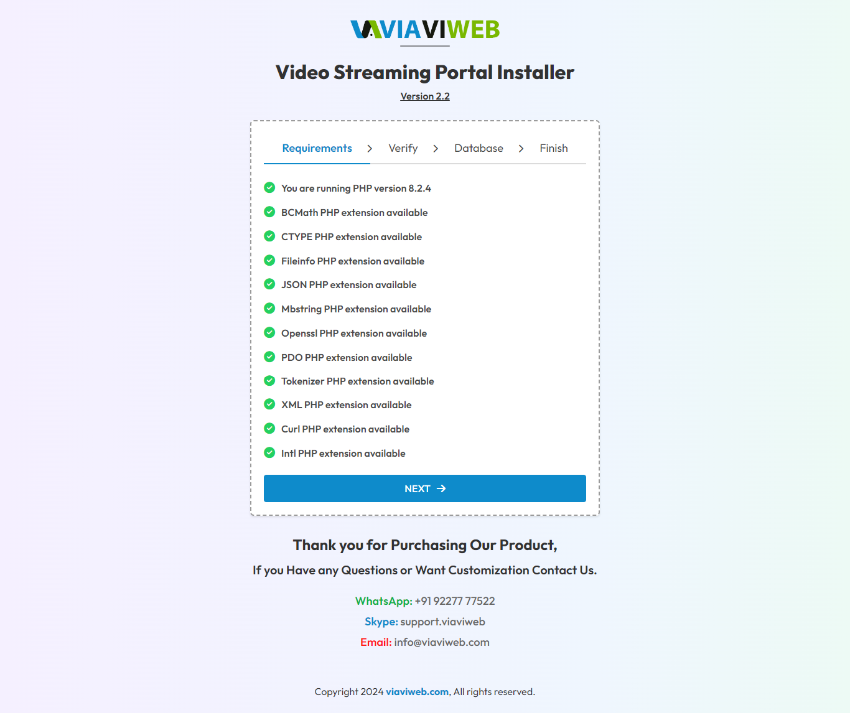 VIAVIWEB
Video Streaming Portal Installer
Version 2.2
Requirements > Verify > Database > Finish
You are running PHP version 8.2.4
BCMath PHP extension available
CTYPE PHP extension available
Fileinfo PHP extension available
JSON PHP extension available
Mbstring PHP extension available
Openssl PHP extension available
PDO PHP extension available
Tokenizer PHP extension available
XML PHP extension available
Curl PHP extension available
Intl PHP extension available
NEXT →
Thank you for Purchasing Our Product,
If you Have any Questions or Want Customization Contact Us.
WhatsApp: +91 92277 77522
Skype: support.viaviweb
Email: info@viaviweb.com
Copyright 2024 viaviweb.com, All rights reserved.